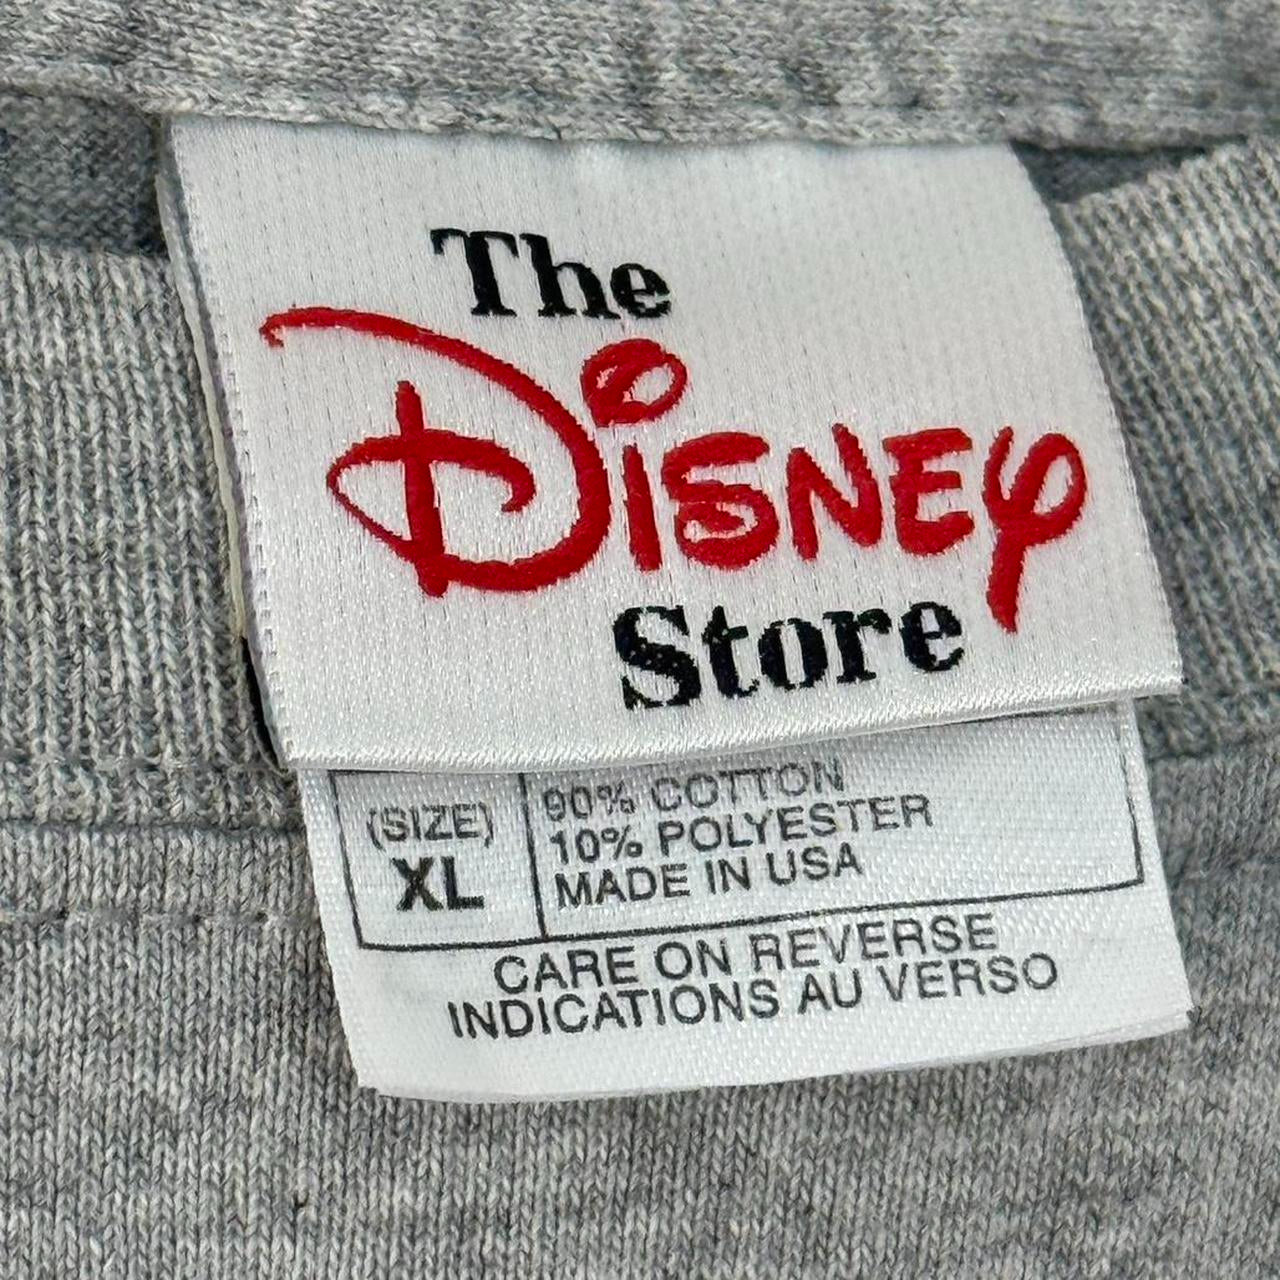 The
Disney
Store
(SIZE)
XL
90% COTTON
10% POLYESTER
MADE IN USA
CARE ON REVERSE
INDICATIONS AU VERSO